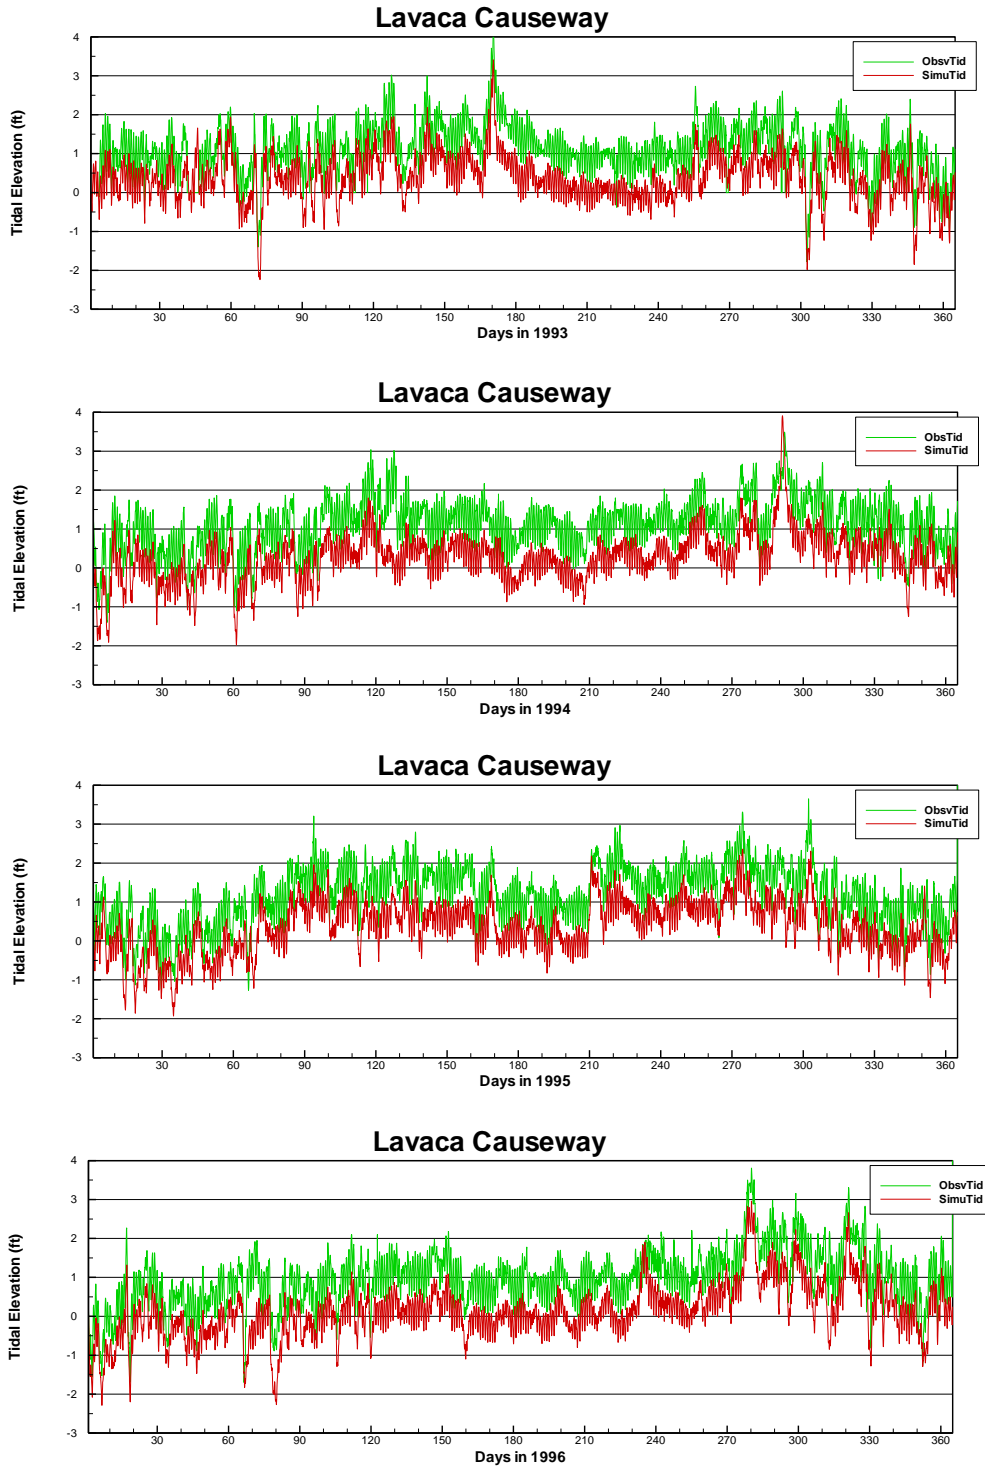 Lavaca Causeway
4
3
2
1
0
-1
-2
-3
Tidal Elevation (ft)
ObsvTid
SimuTid
30 60 90 120 150 180 210 240 270 300 330 360
Days in 1993
Lavaca Causeway
4
3
2
1
0
-1
-2
-3
Tidal Elevation (ft)
ObsTid
SimuTid
30 60 90 120 150 180 210 240 270 300 330 360
Days in 1994
Lavaca Causeway
4
3
2
1
0
-1
-2
-3
Tidal Elevation (ft)
ObsvTid
SimuTid
30 60 90 120 150 180 210 240 270 300 330 360
Days in 1995
Lavaca Causeway
4
3
2
1
0
-1
-2
-3
Tidal Elevation (ft)
ObsvTid
SimuTid
30 60 90 120 150 180 210 240 270 300 330 360
Days in 1996